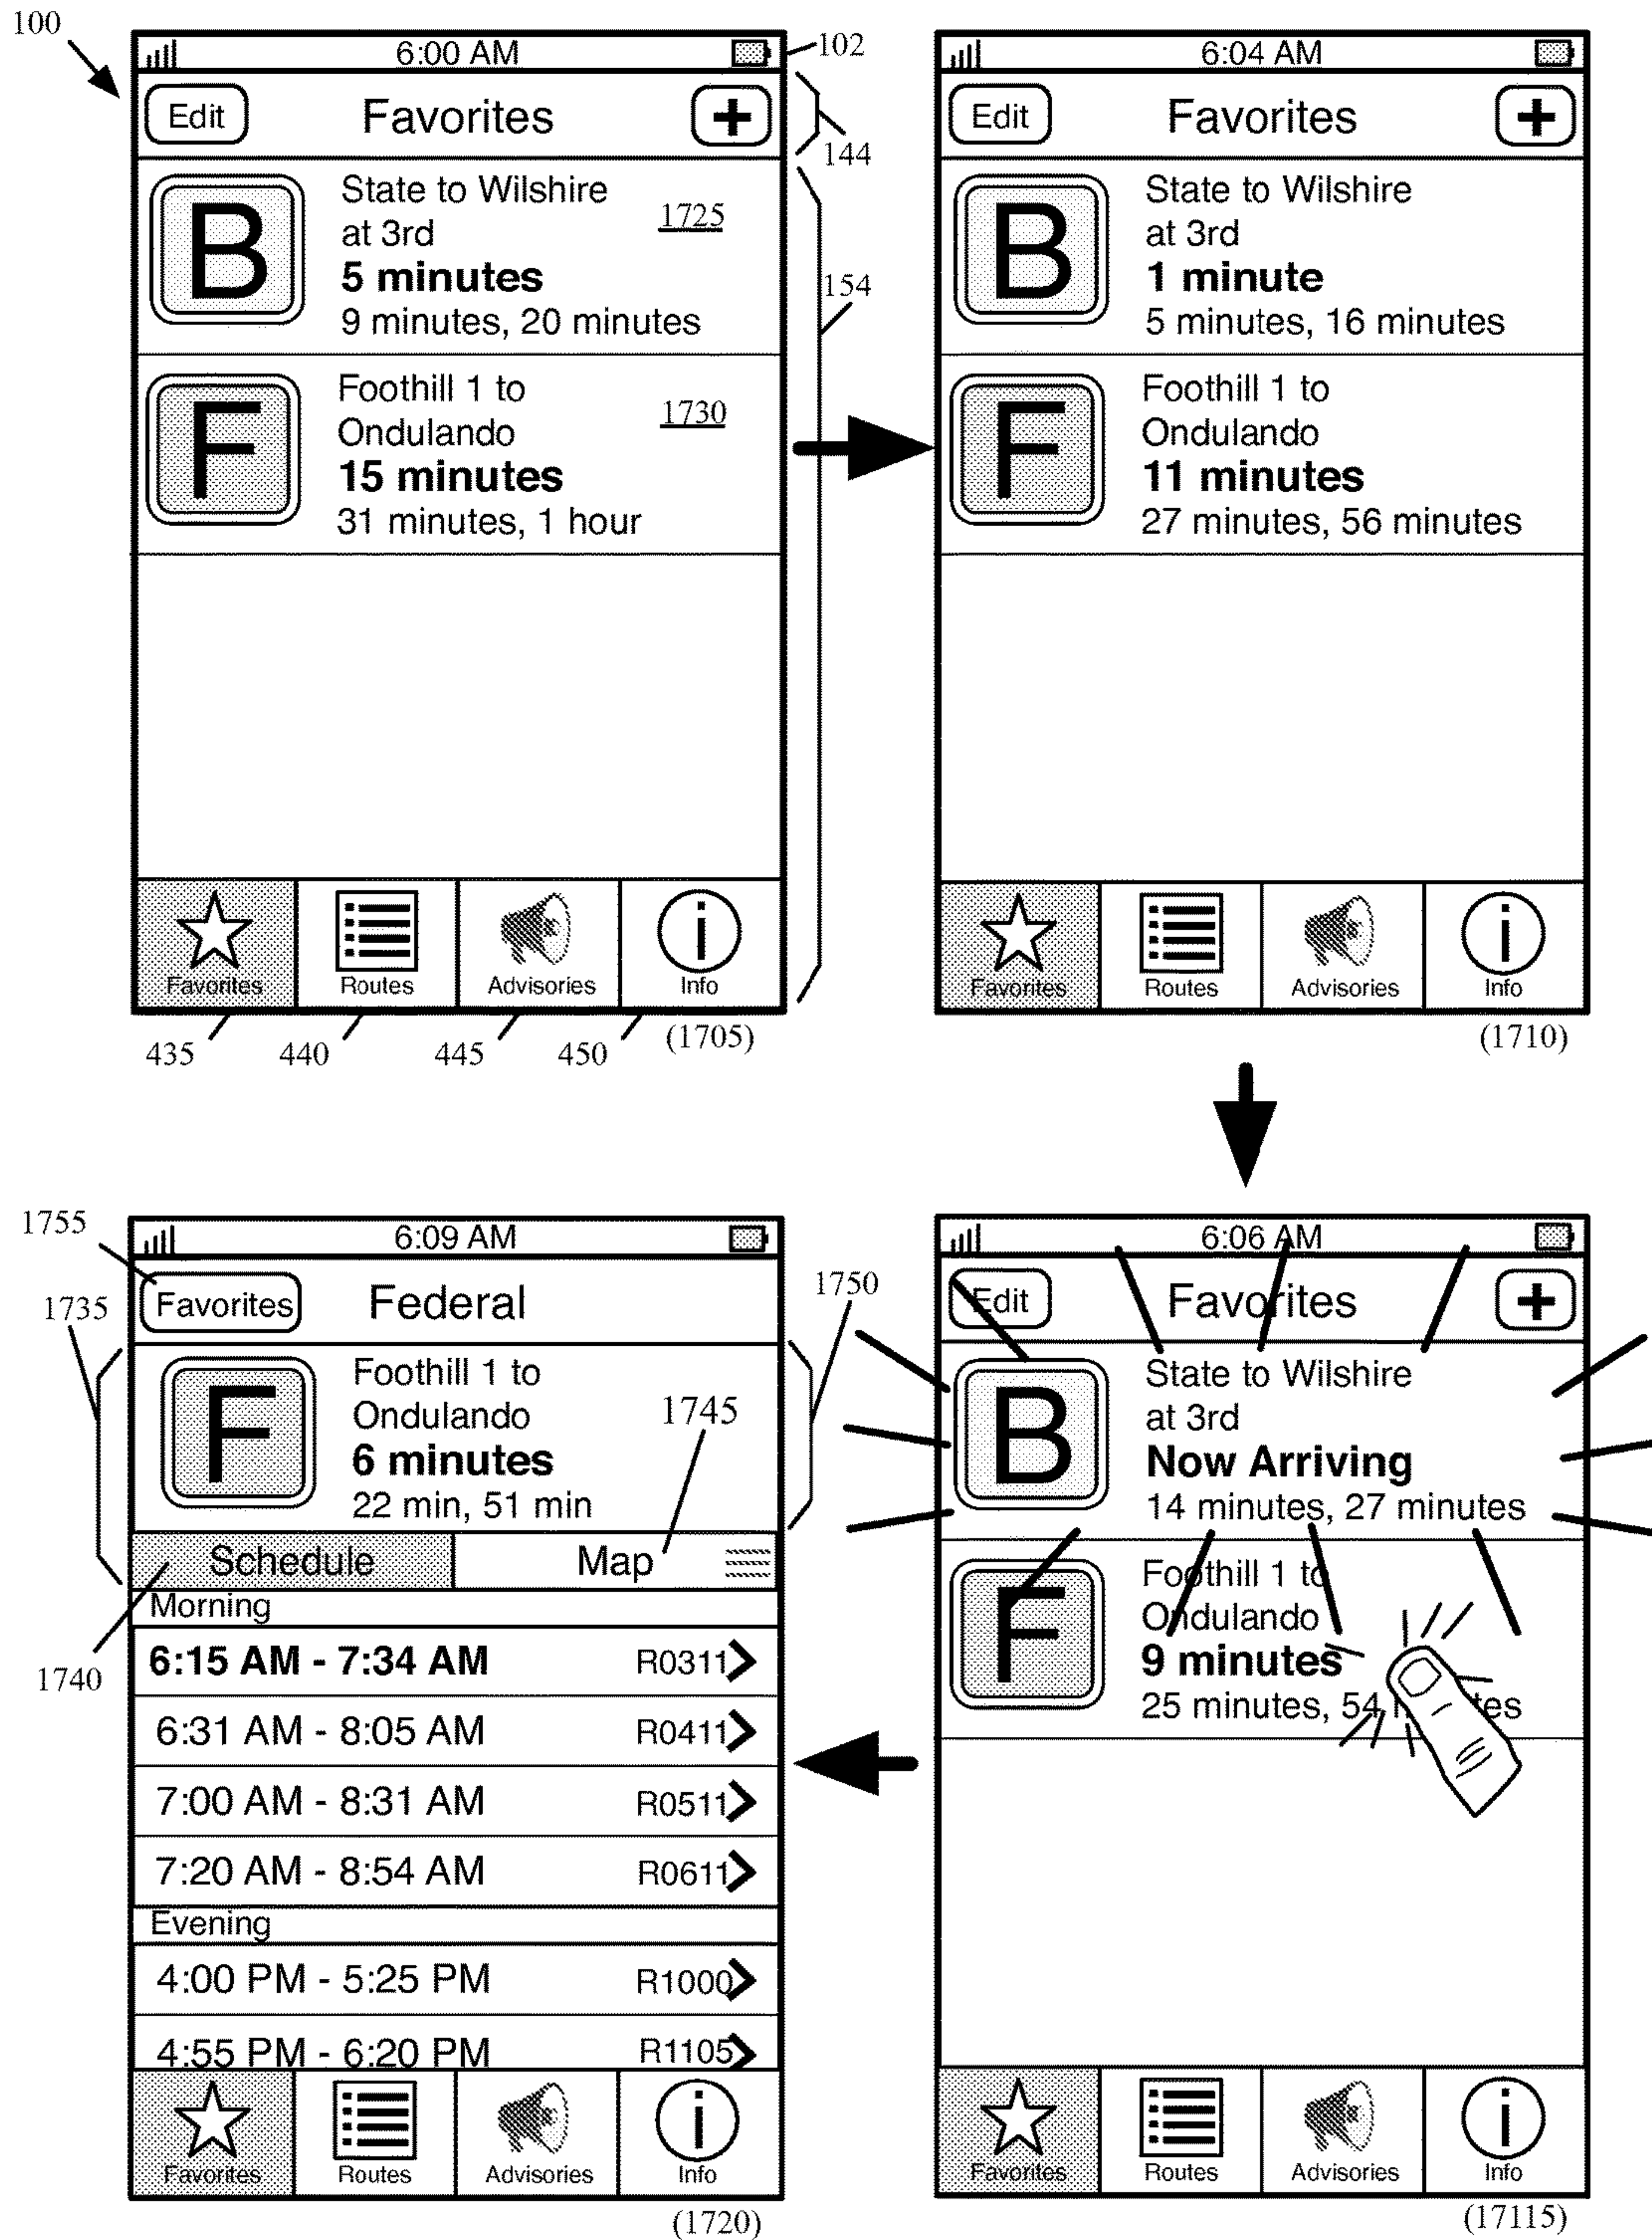 100
6:00 AM
102
Edit
Favorites
+
144
B
State to Wilshire
at 3rd
1725
5 minutes
9 minutes, 20 minutes
154
F
Foothill 1 to
Ondulando
1730
15 minutes
31 minutes, 1 hour
Favorites
Routes
Advisories
Info
435
440
445
450
(1705)
6:04 AM
Edit
Favorites
+
B
State to Wilshire
at 3rd
1 minute
5 minutes, 16 minutes
F
Foothill 1 to
Ondulando
11 minutes
27 minutes, 56 minutes
Favorites
Routes
Advisories
Info
(1710)
6:06 AM
Edit
Favorites
+
B
State to Wilshire
at 3rd
Now Arriving
14 minutes, 27 minutes
F
Foothill 1 to
Ondulando
9 minutes
25 minutes, 54
Favorites
Routes
Advisories
Info
(17115)
1755
6:09 AM
Favorites
Federal
1735
1750
F
Foothill 1 to
Ondulando
1745
6 minutes
22 min, 51 min
Schedule
Map
1740
Morning
6:15 AM - 7:34 AM R0311
6:31 AM - 8:05 AM R0411
7:00 AM - 8:31 AM R0511
7:20 AM - 8:54 AM R0611
Evening
4:00 PM - 5:25 PM R1000
4:55 PM - 6:20 PM R1105
Favorites
Routes
Advisories
Info
(1720)